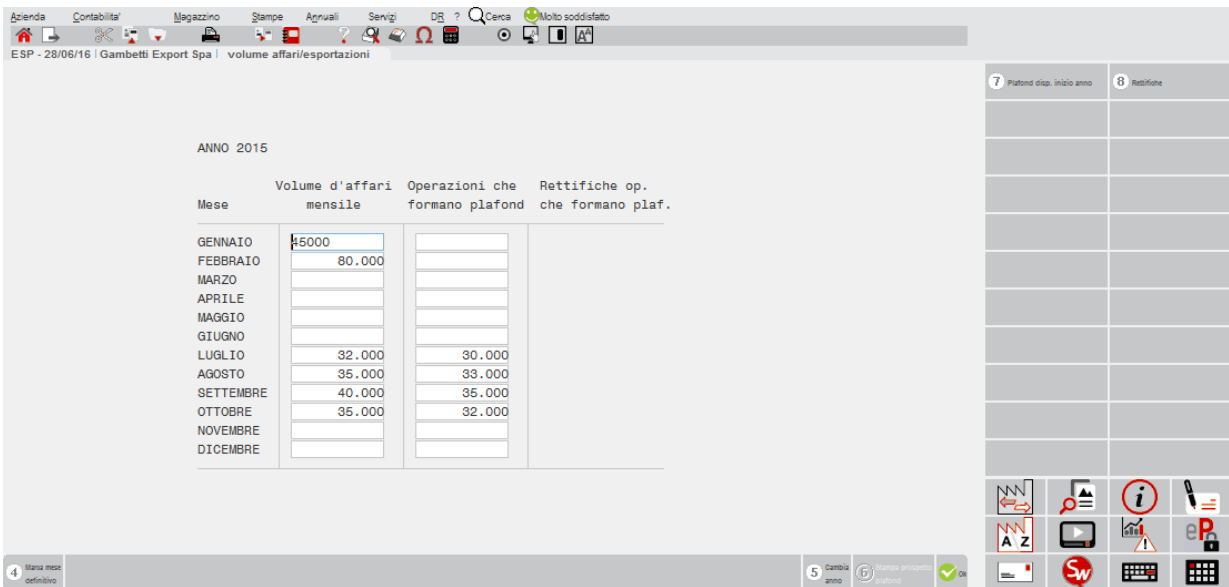 Azienda Contabilita' Magazzino Stampe Annuali Servizi DR ? Cerca Molto soddisfatto
ESP - 28/06/16 | Gambetti Export Spa | volume affari/esportazioni
7 Plafond disp. inizio anno 8 Rettifiche
ANNO 2015
Volume d'affari Operazioni che Rettifiche op.
Mese mensile formano plafond che formano plaf.
GENNAIO 45000
FEBBRAIO 80.000
MARZO
APRILE
MAGGIO
GIUGNO
LUGLIO 32.000 30.000
AGOSTO 35.000 33.000
SETTEMBRE 40.000 35.000
OTTOBRE 35.000 32.000
NOVEMBRE
DICEMBRE
A Z
eP
Sw
4 Marsa mese definitivo
5 Cambia anno 6 Stampa prospetto plafond Ok